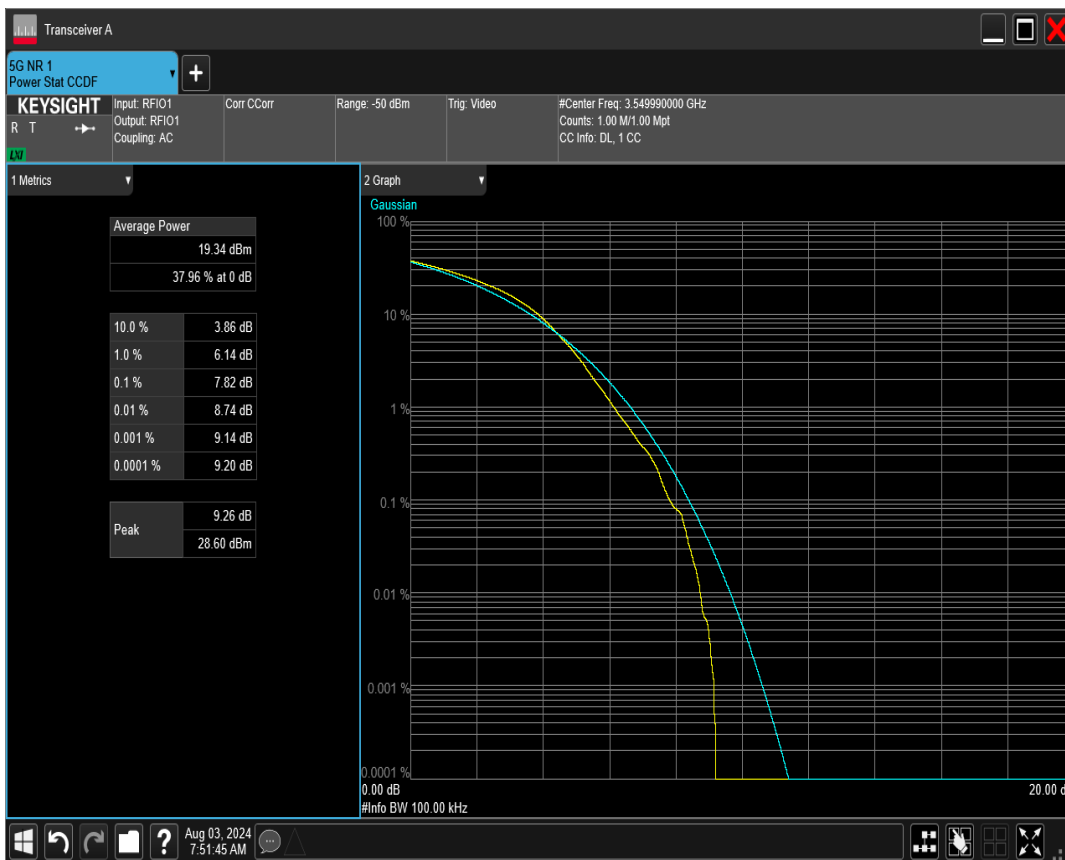 Transceiver A
5G NR 1
Power Stat CCDF
KEYSIGHT
R T
LXI
Input: RFIO1
Output: RFIO1
Coupling: AC
Corr CCorr
Range: -50 dBm
Trig: Video
#Center Freq: 3.549990000 GHz
Counts: 1.00 M/1.00 Mpt
CC Info: DL, 1 CC
1 Metrics
Average Power
19.34 dBm
37.96 % at 0 dB
10.0 % 3.86 dB
1.0 % 6.14 dB
0.1 % 7.82 dB
0.01 % 8.74 dB
0.001 % 9.14 dB
0.0001 % 9.20 dB
Peak
9.26 dB
28.60 dBm
2 Graph
Gaussian
100 %
10 %
1 %
0.1 %
0.01 %
0.001 %
0.0001 %
0.00 dB
20.00 d
#Info BW 100.00 kHz
?
Aug 03, 2024
7:51:45 AM